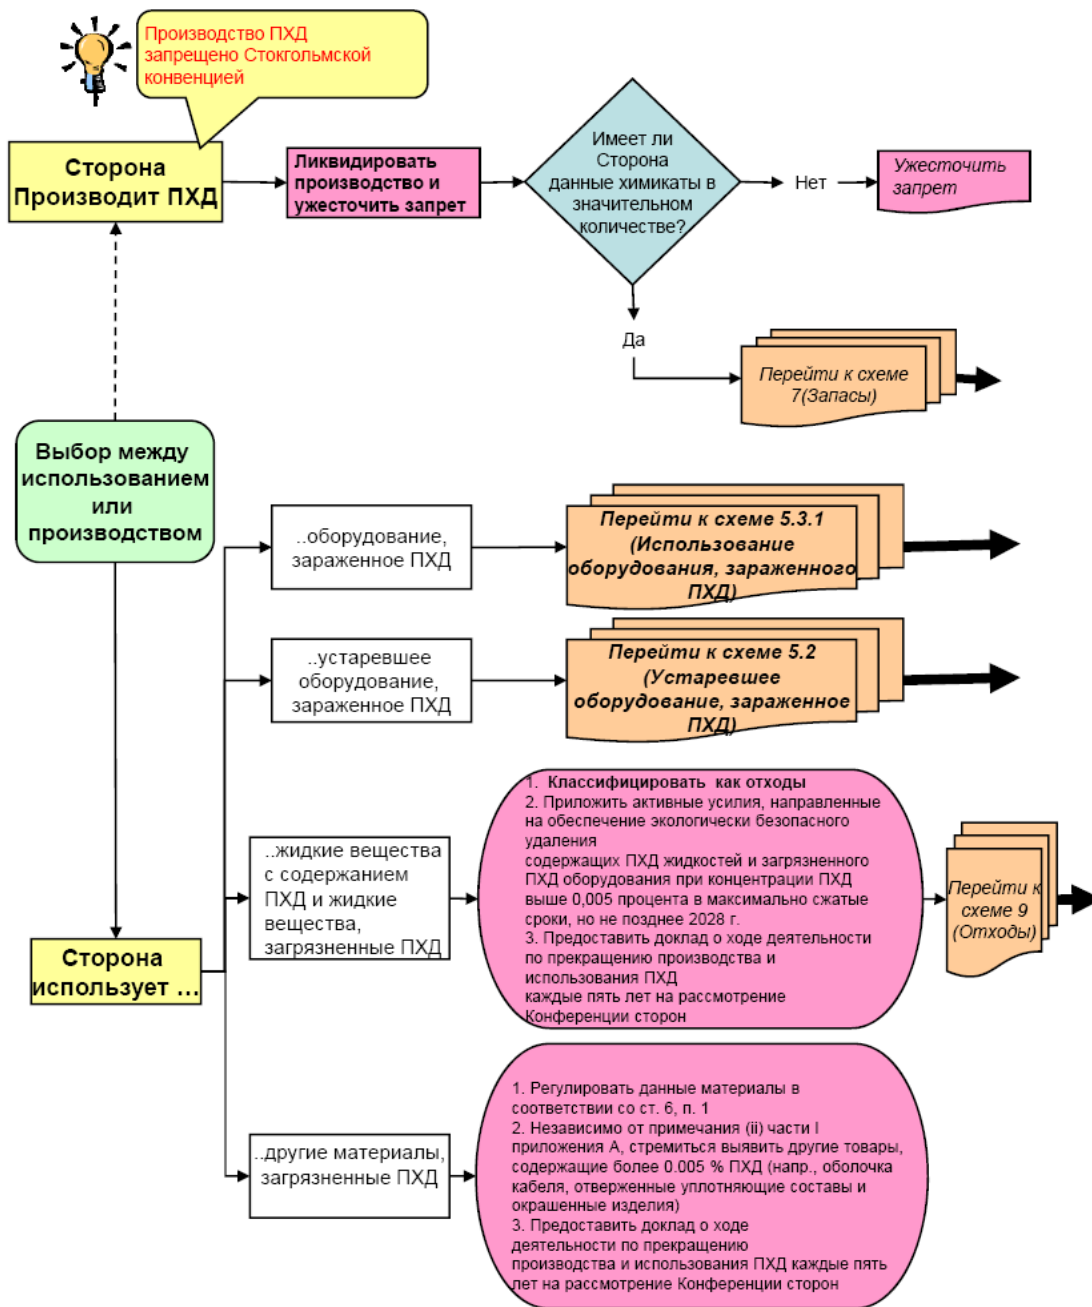 Производство ПХД
запрещено Стокгольмской
конвенцией
Сторона
Производит ПХД
Ликвидировать
производство и
ужесточить запрет
Имеет ли
Сторона
данные химикаты в
значительном
количестве?
Нет
Ужесточить
запрет
Да
Перейти к схеме
7(Запасы)
Выбор между
использованием
или
производством
..оборудование,
зараженное ПХД
Перейти к схеме 5.3.1
(Использование
оборудования, зараженного
ПХД)
..устаревшее
оборудование,
зараженное ПХД
Перейти к схеме 5.2
(Устаревшее
оборудование, зараженное
ПХД)
Сторона
использует ...
..жидкие вещества
с содержанием
ПХД и жидкие
вещества,
загрязненные ПХД
1. Классифицировать как отходы
2. Приложить активные усилия, направленные
на обеспечение экологически безопасного
удаления
содержащих ПХД жидкостей и загрязненного
ПХД оборудования при концентрации ПХД
выше 0,005 процента в максимально сжатые
сроки, но не позднее 2028 г.
3. Предоставить доклад о ходе деятельности
по прекращению производства и
использования ПХД
каждые пять лет на рассмотрение
Конференции сторон
Перейти к
схеме 9
(Отходы)
..другие материалы,
загрязненные ПХД
1. Регулировать данные материалы в
соответствии со ст. 6, п. 1
2. Независимо от примечания (ii) части I
приложения А, стремиться выявить другие товары,
содержащие более 0.005 % ПХД (напр., оболочка
кабеля, отверженные уплотняющие составы и
окрашенные изделия)
3. Предоставить доклад о ходе
деятельности по прекращению
производства и использования ПХД каждые пять
лет на рассмотрение Конференции сторон